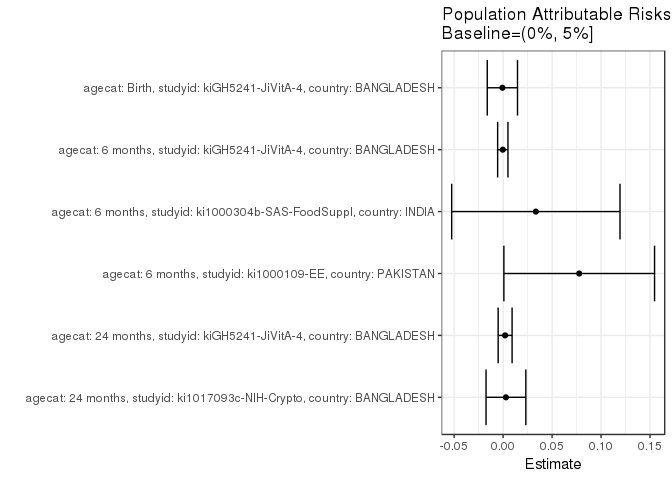 Population Attributable Risks
Baseline=(0%, 5%]
agecat: Birth, studyid: kiGH5241-JiVitA-4, country: BANGLADESH
agecat: 6 months, studyid: kiGH5241-JiVitA-4, country: BANGLADESH
agecat: 6 months, studyid: ki1000304b-SAS-FoodSuppl, country: INDIA
agecat: 6 months, studyid: ki1000109-EE, country: PAKISTAN
agecat: 24 months, studyid: kiGH5241-JiVitA-4, country: BANGLADESH
agecat: 24 months, studyid: ki1017093c-NIH-Crypto, country: BANGLADESH
-0.05 0.00 0.05 0.10 0.15
Estimate